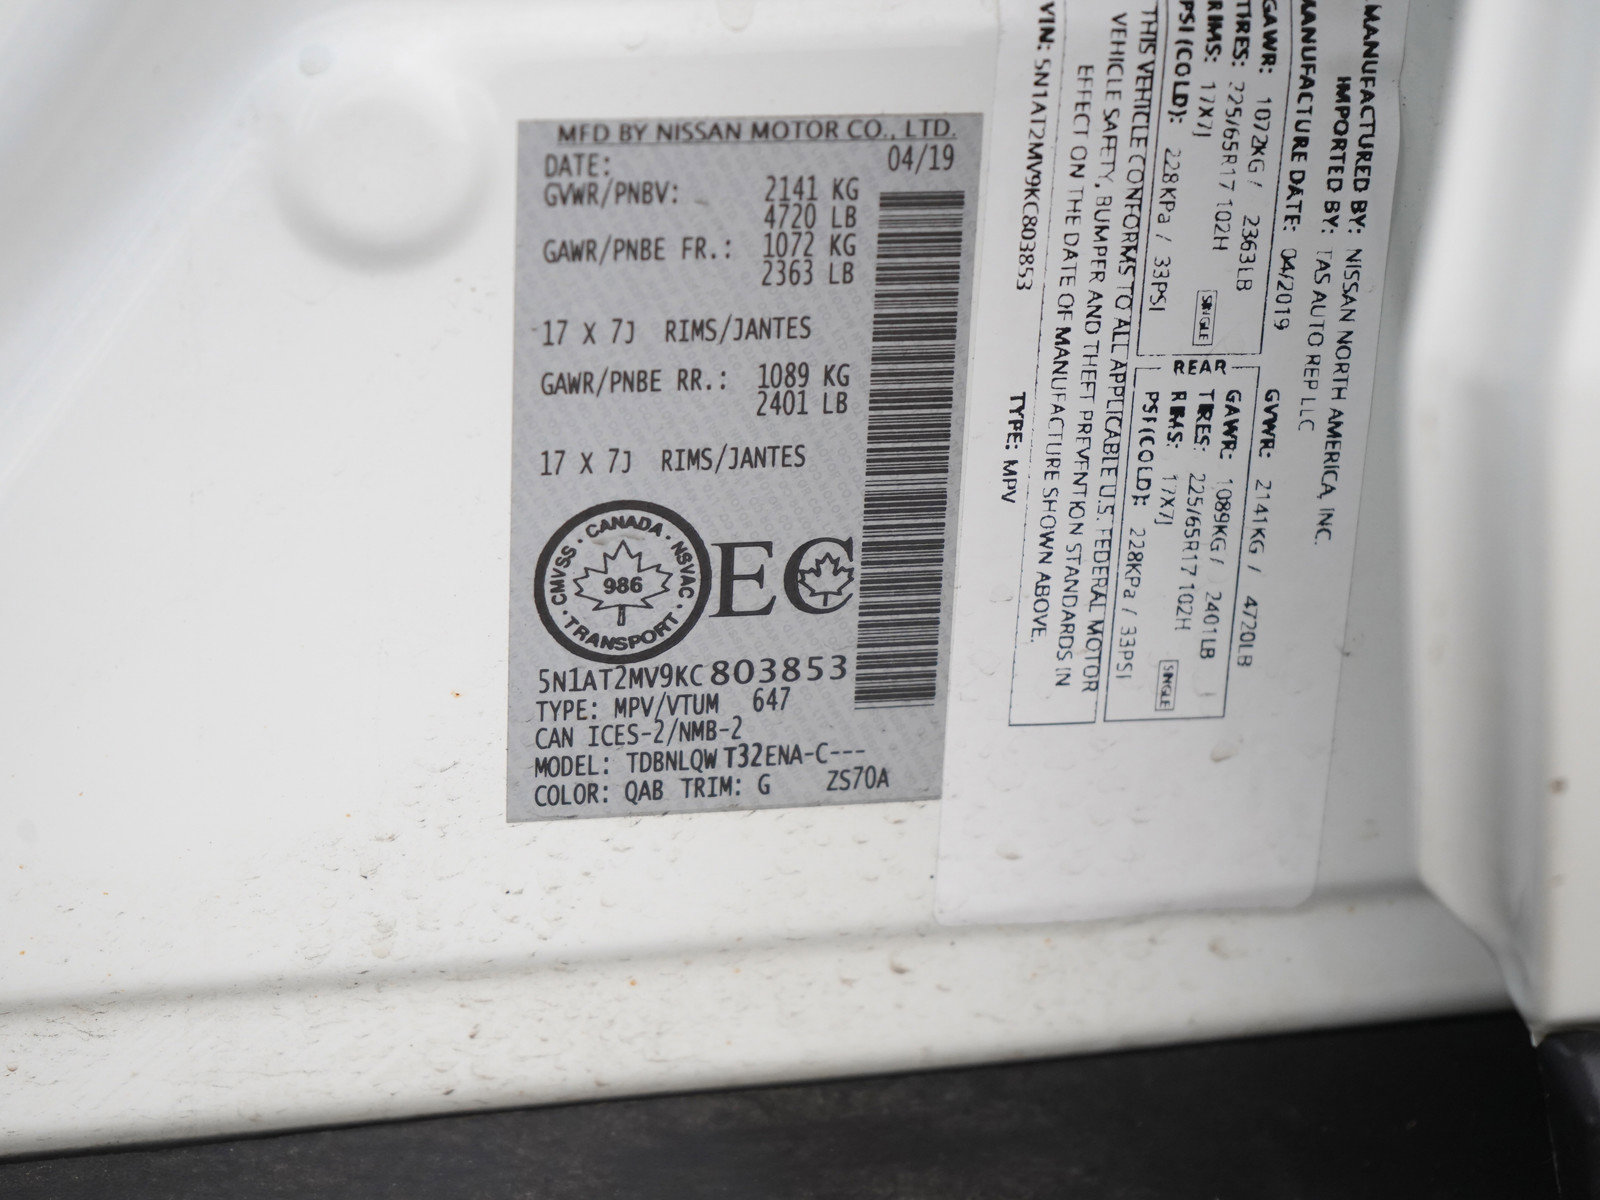 MFD BY NISSAN MOTOR CO., LTD.
DATE: 04/19
GVWR/PNBV: 2141 KG
4720 LB
GAWR/PNBE FR.: 1072 KG
2363 LB
17 X 7J RIMS/JANTES
GAWR/PNBE RR.: 1089 KG
2401 LB
17 X 7J RIMS/JANTES
CANADA · NSVAC · TRANSPORT · CMVSS ·
986
EC
5N1AT2MV9KC803853
TYPE: MPV/VTUM 647
CAN ICES-2/NMB-2
MODEL: TDBNLQW T32ENA-C---
COLOR: QAB TRIM: G ZS70A
MANUFACTURED BY: NISSAN NORTH AMERICA, INC.
IMPORTED BY: TAS AUTO REP LLC
MANUFACTURE DATE: 04/2019
GVWR: 2141KG / 4720LB
GAWR: 1072KG / 2363LB
TIRES: 225/65R17 102H
RIMS: 17X7J SINGLE
PSI (COLD): 228KPa / 33PSI
REAR
GAWR: 1089KG / 2401LB
TIRES: 225/65R17 102H
RIMS: 17X7J SINGLE
PSI (COLD): 228KPa / 33PSI
THIS VEHICLE CONFORMS TO ALL APPLICABLE U.S. FEDERAL MOTOR
VEHICLE SAFETY, BUMPER AND THEFT PREVENTION STANDARDS IN
EFFECT ON THE DATE OF MANUFACTURE SHOWN ABOVE.
VIN: 5N1AT2MV9KC803853 TYPE: MPV